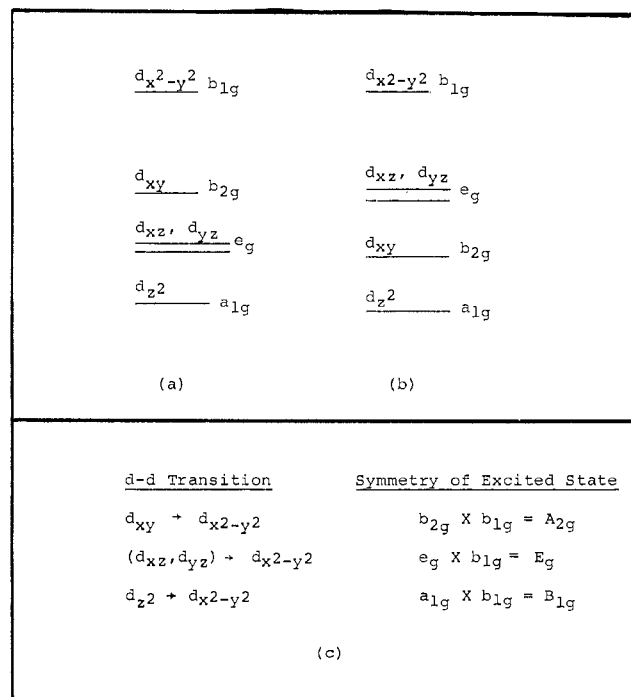 dx²-y² b1g
dxy b2g
dxz, dyz eg
dz² a1g
(a)
dx2-y2 b1g
dxz, dyz eg
dxy b2g
dz² a1g
(b)
d-d Transition Symmetry of Excited State
dxy → dx2-y2 b2g X b1g = A2g
(dxz,dyz) → dx2-y2 eg X b1g = Eg
dz² → dx2-y2 a1g X b1g = B1g
(c)